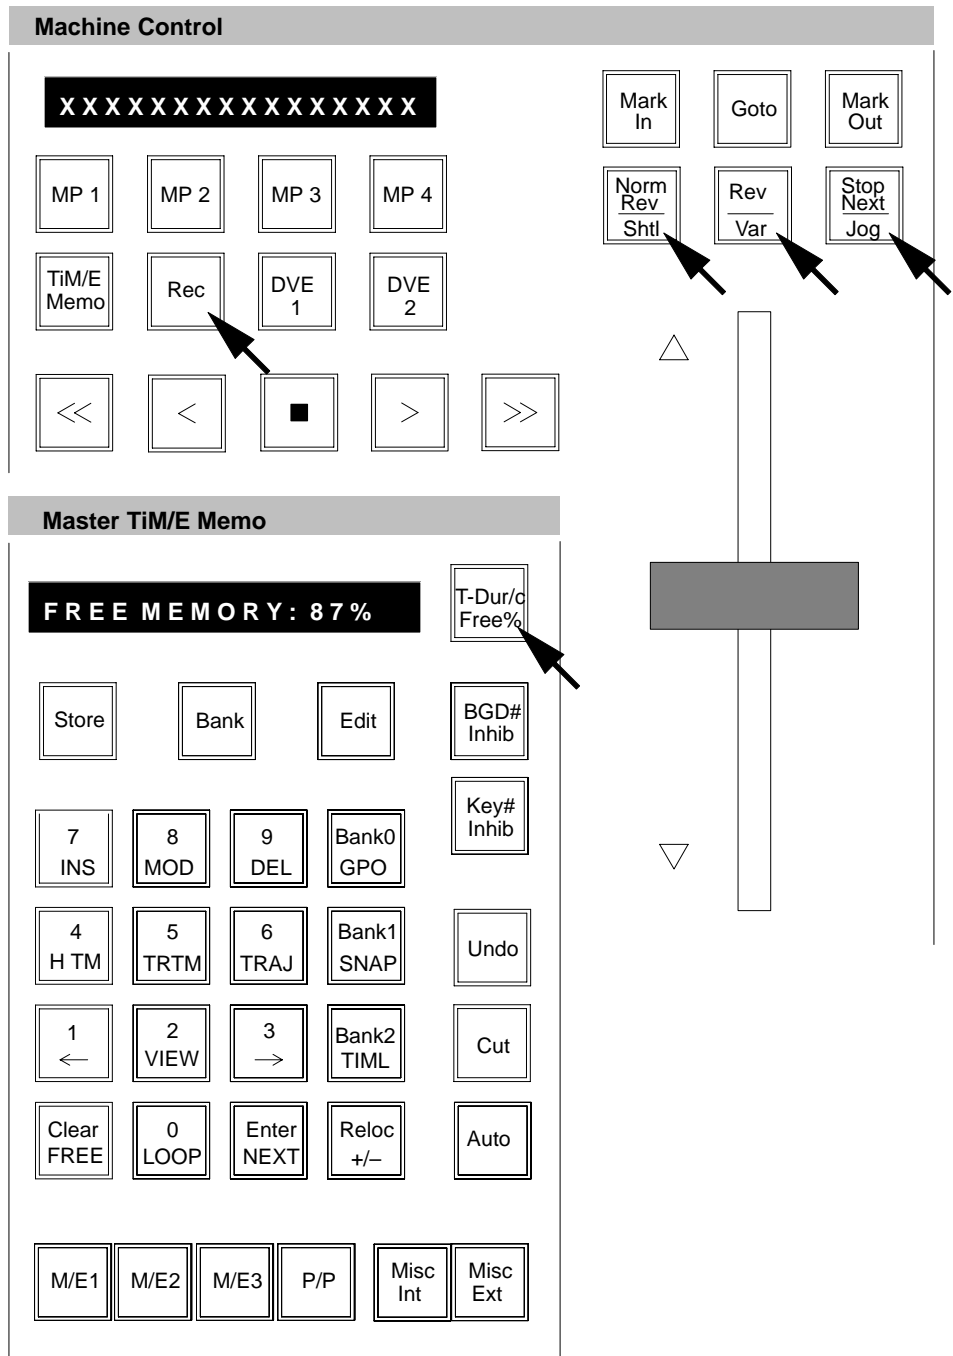 Machine Control
X X X X X X X X X X X X X X X X
Mark
In
Goto
Mark
Out
MP 1
MP 2
MP 3
MP 4
Norm
Rev
Shtl
Rev
Var
Stop
Next
Jog
TiM/E
Memo
Rec
DVE
1
DVE
2
<<
<
■
>
>>
Master TiM/E Memo
FREE MEMORY: 87%
T-Dur/c
Free%
Store
Bank
Edit
BGD#
Inhib
Key#
Inhib
7
INS
8
MOD
9
DEL
Bank0
GPO
4
H TM
5
TRTM
6
TRAJ
Bank1
SNAP
Undo
1
←
2
VIEW
3
→
Bank2
TIML
Cut
Clear
FREE
0
LOOP
Enter
NEXT
Reloc
+/–
Auto
M/E1
M/E2
M/E3
P/P
Misc
Int
Misc
Ext